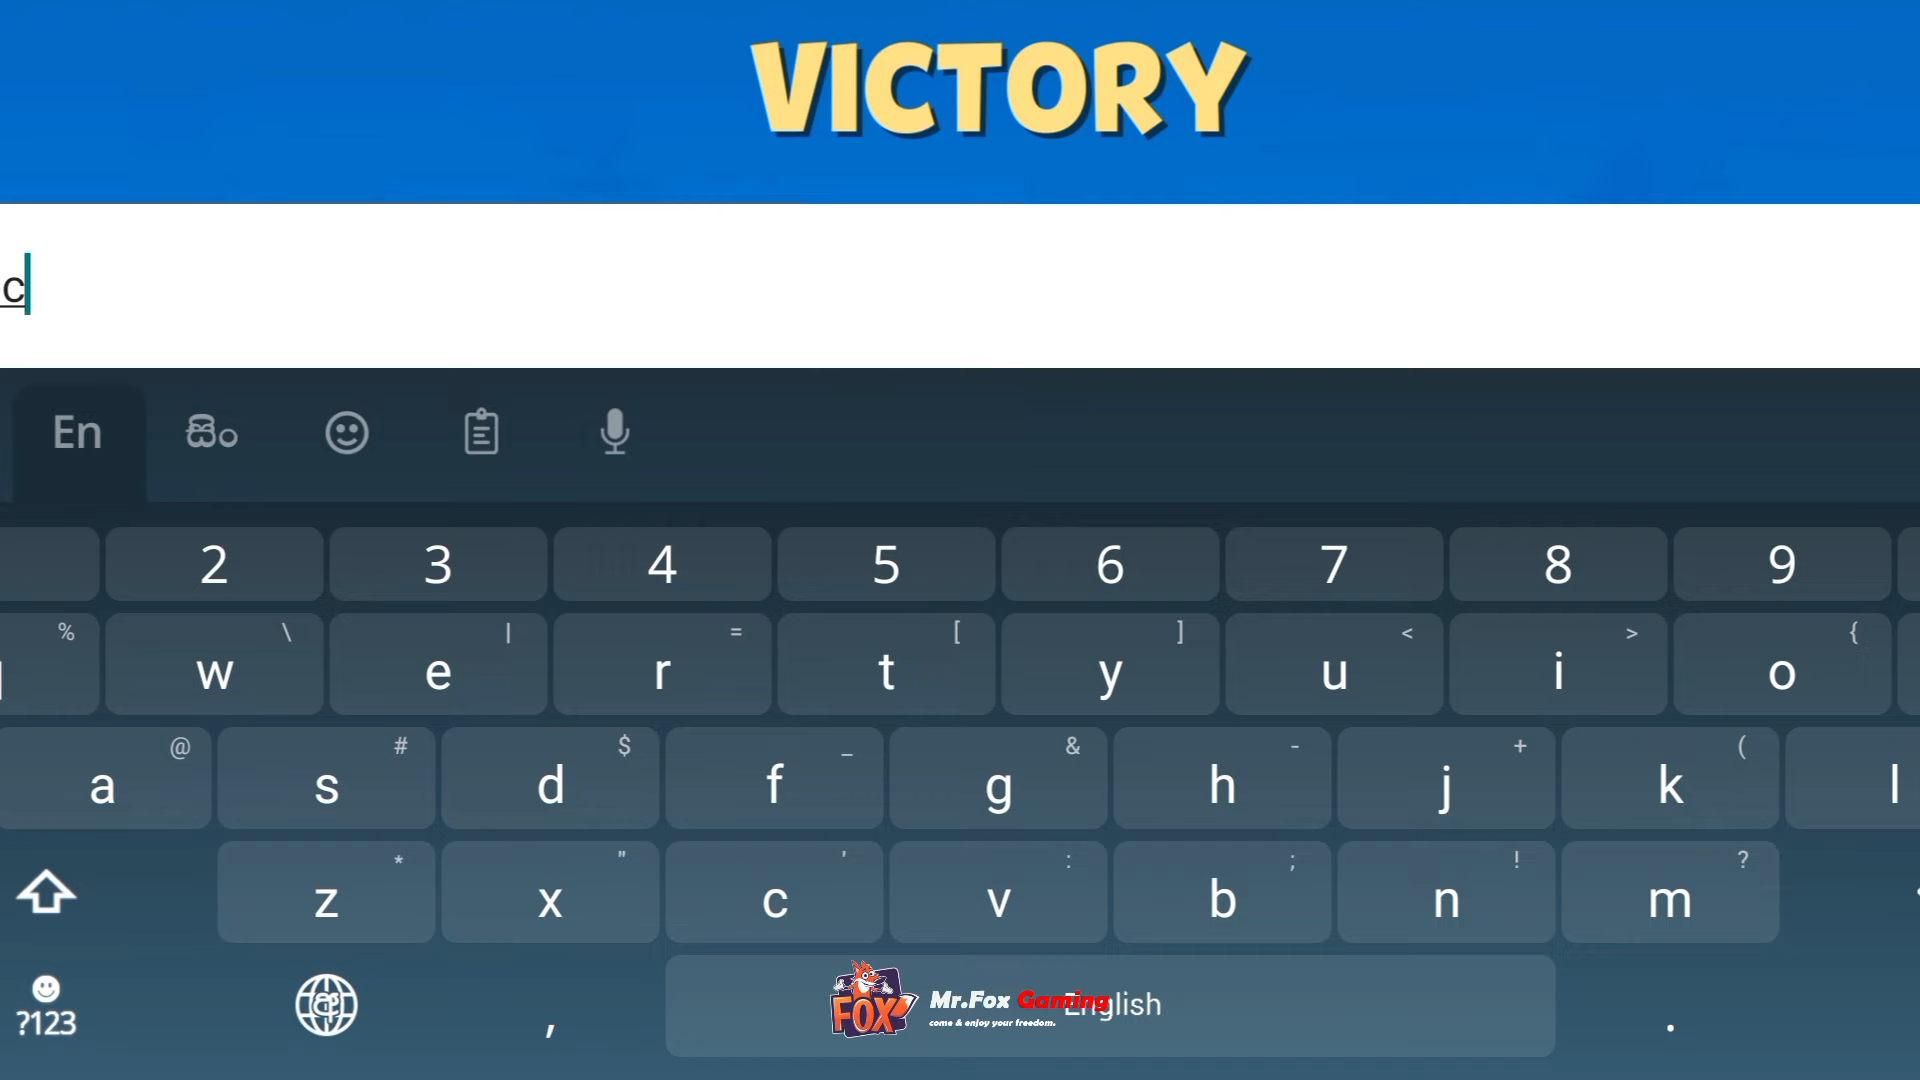 VICTORY
c
En සිං
2 3 4 5 6 7 8 9
% \ | = [ ] < > {
w e r t y u i o
@ # $ _ & - + (
a s d f g h j k l
* " ' : ; ! ?
z x c v b n m
?123 , FOX Mr.Fox Gaming English .
come & enjoy your freedom.